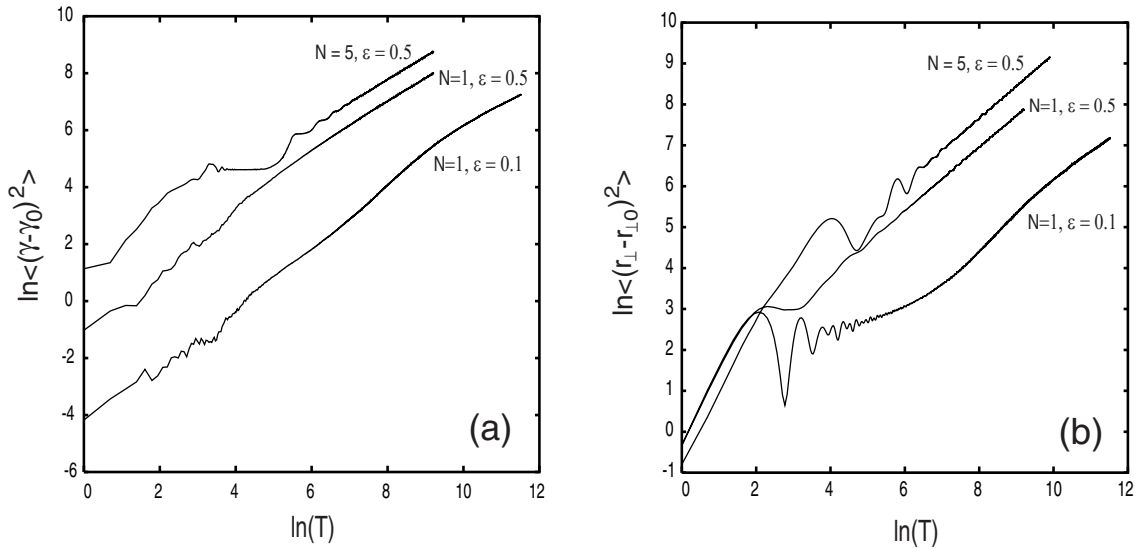 10
8
6
4
2
0
-2
-4
-6
0 2 4 6 8 10 12
ln<(γ-γ₀)²>
ln(T)
N = 5, ε = 0.5
N=1, ε = 0.5
N=1, ε = 0.1
(a)
10
9
8
7
6
5
4
3
2
1
0
-1
0 2 4 6 8 10 12
ln<(r⊥-r⊥0)²>
ln(T)
N = 5, ε = 0.5
N=1, ε = 0.5
N=1, ε = 0.1
(b)